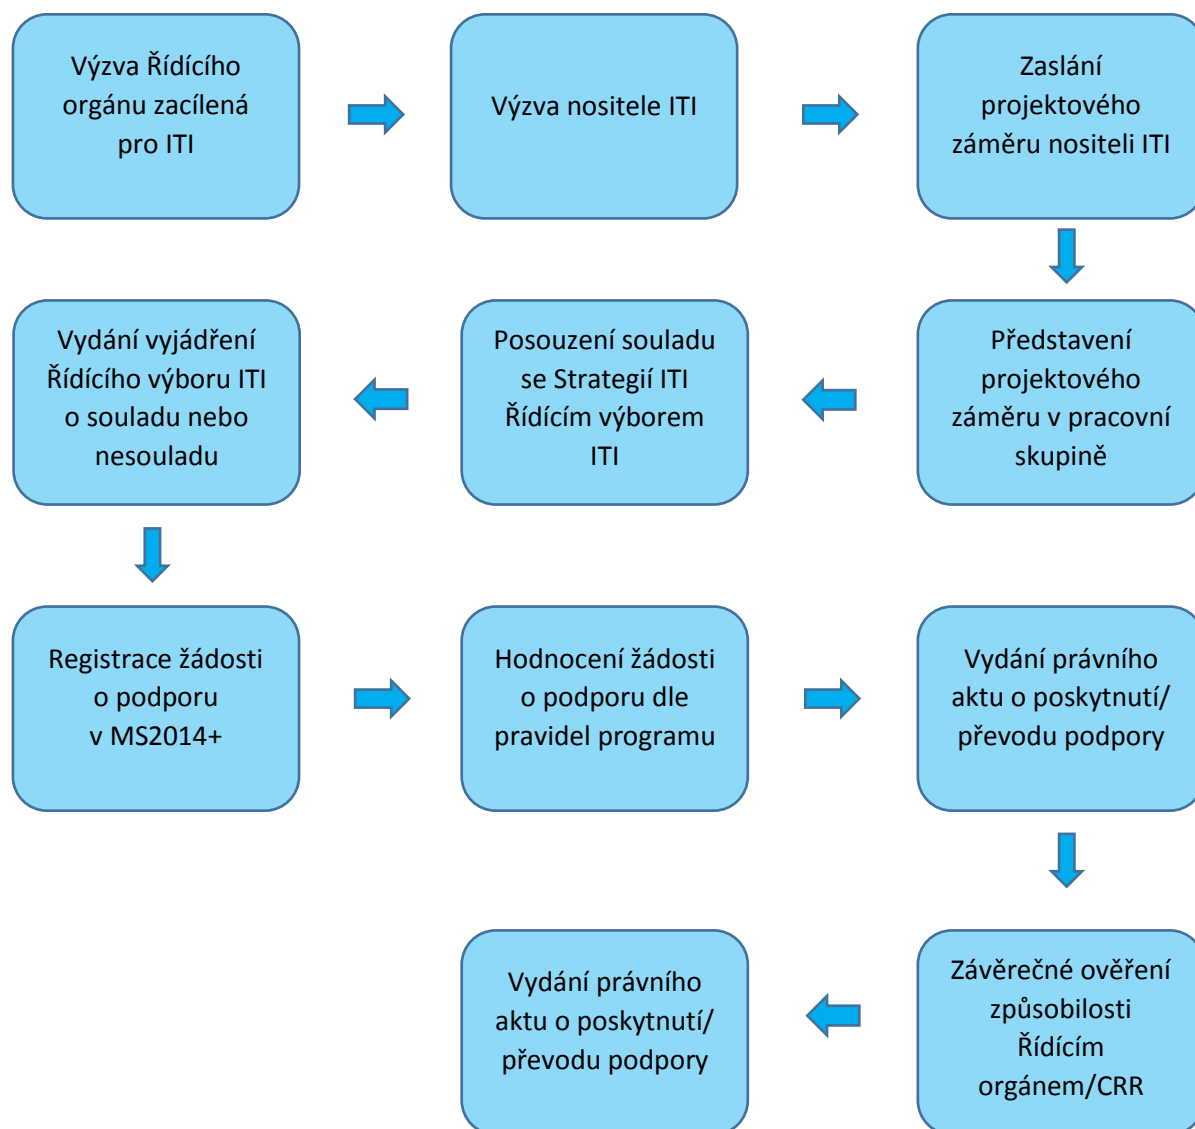 Výzva Řídícího
orgánu zacílená
pro ITI
Výzva nositele ITI
Zaslání
projektového
záměru nositeli ITI
Představení
projektového
záměru v pracovní
skupině
Posouzení souladu
se Strategií ITI
Řídícím výborem
ITI
Vydání vyjádření
Řídícího výboru ITI
o souladu nebo
nesouladu
Registrace žádosti
o podporu
v MS2014+
Hodnocení žádosti
o podporu dle
pravidel programu
Vydání právního
aktu o poskytnutí/
převodu podpory
Závěrečné ověření
způsobilosti
Řídícím
orgánem/CRR
Vydání právního
aktu o poskytnutí/
převodu podpory